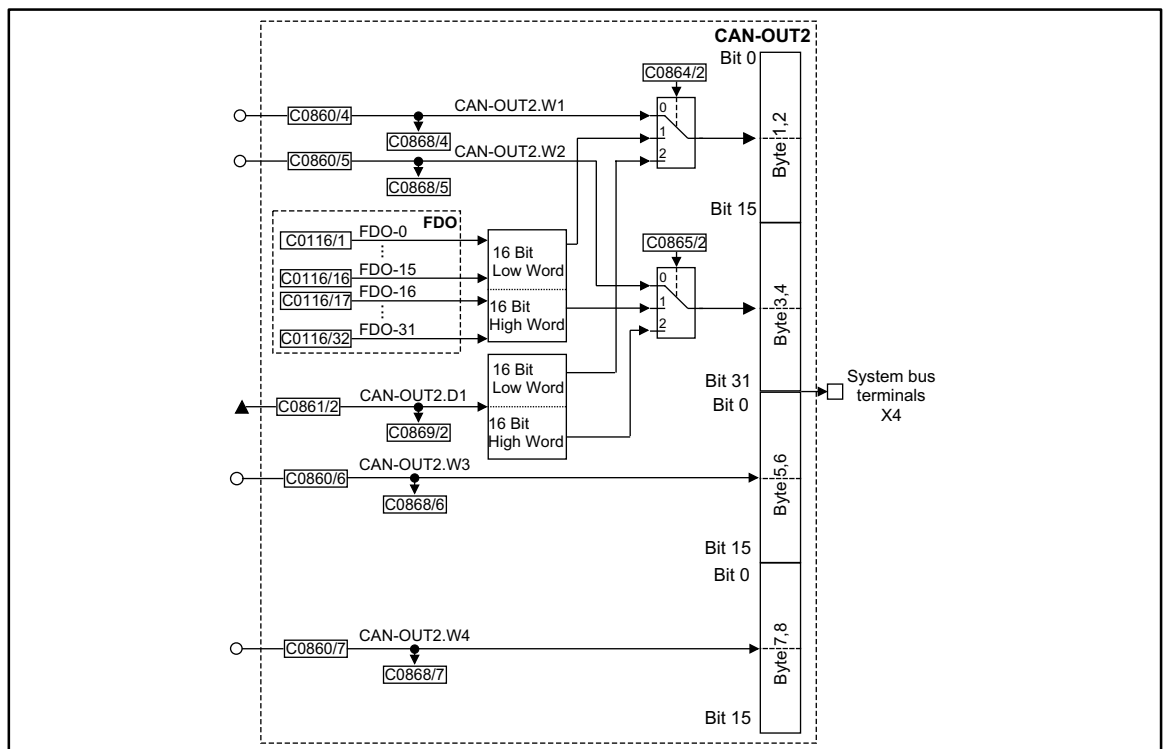 CAN-OUT2
Bit 0
C0864/2
C0860/4
CAN-OUT2.W1
0
1
2
C0868/4
Byte 1,2
C0860/5
CAN-OUT2.W2
C0868/5
Bit 15
FDO
C0116/1
FDO-0
C0116/16
FDO-15
C0116/17
FDO-16
C0116/32
FDO-31
16 Bit
Low Word
16 Bit
High Word
C0865/2
0
1
2
Byte 3,4
16 Bit
Low Word
16 Bit
High Word
Bit 31
Bit 0
System bus
terminals
X4
C0861/2
CAN-OUT2.D1
C0869/2
C0860/6
CAN-OUT2.W3
C0868/6
Byte 5,6
Bit 15
Bit 0
C0860/7
CAN-OUT2.W4
C0868/7
Byte 7,8
Bit 15